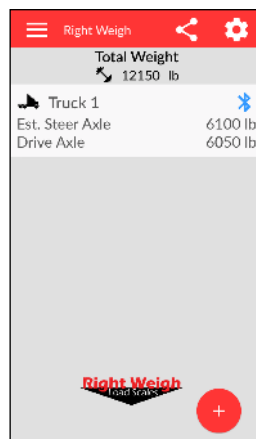 Right Weigh
Total Weight
12150 lb
Truck 1
Est. Steer Axle 6100 lb
Drive Axle 6050 lb
Right Weigh
Load Scales
+